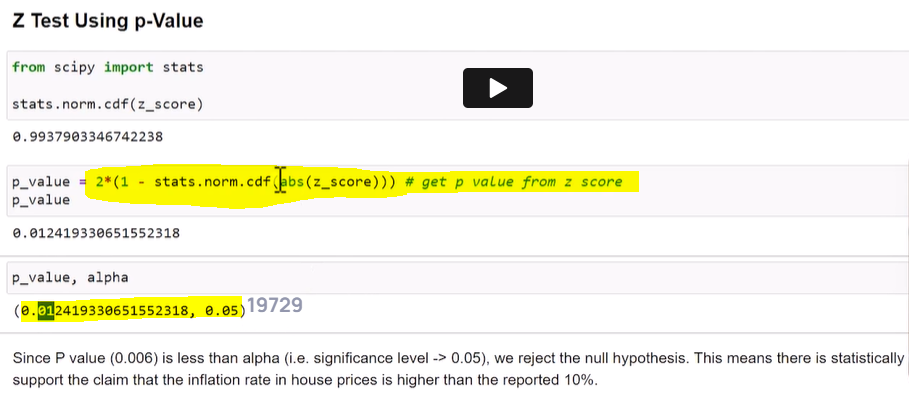 Z Test Using p-Value
from scipy import stats
stats.norm.cdf(z_score)
0.9937903346742238
p_value = 2*(1 - stats.norm.cdf(abs(z_score))) # get p value from z score
p_value
0.012419330651552318
p_value, alpha
(0.012419330651552318, 0.05) 19729
Since P value (0.006) is less than alpha (i.e. significance level -> 0.05), we reject the null hypothesis. This means there is statistically
support the claim that the inflation rate in house prices is higher than the reported 10%.